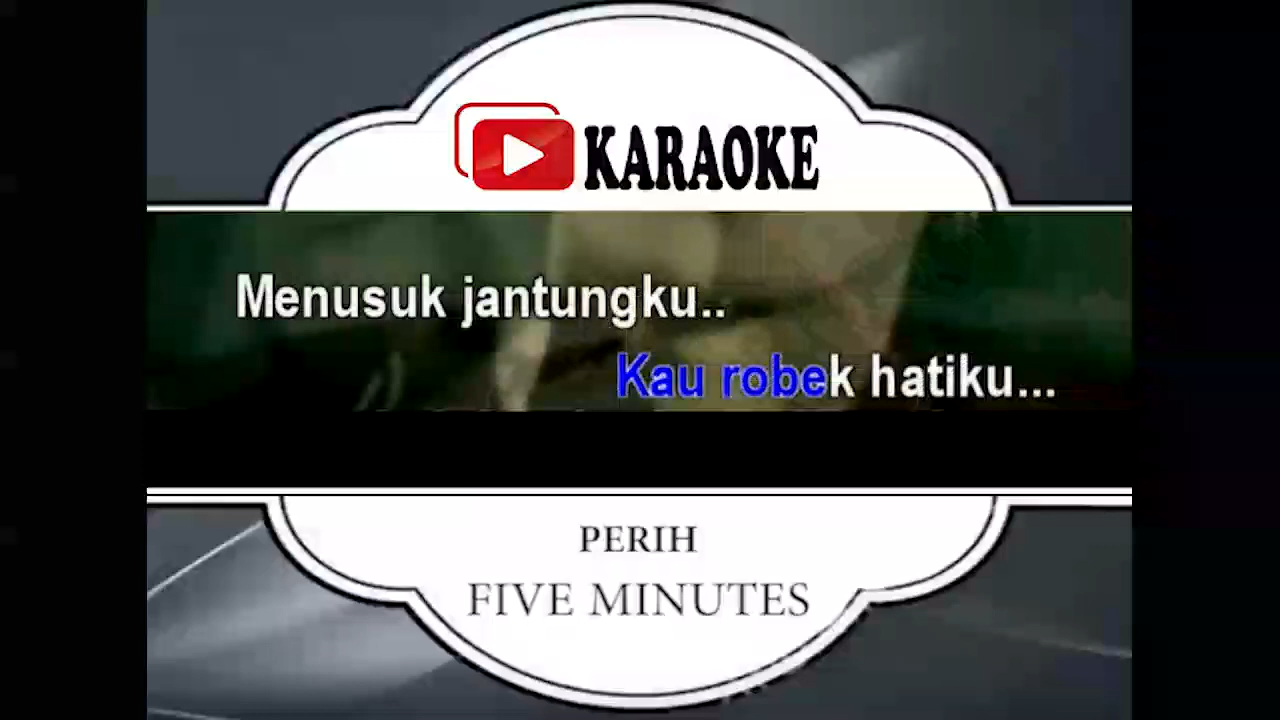 KARAOKE
Menusuk jantungku..
Kau robek hatiku...
PERIH
FIVE MINUTES